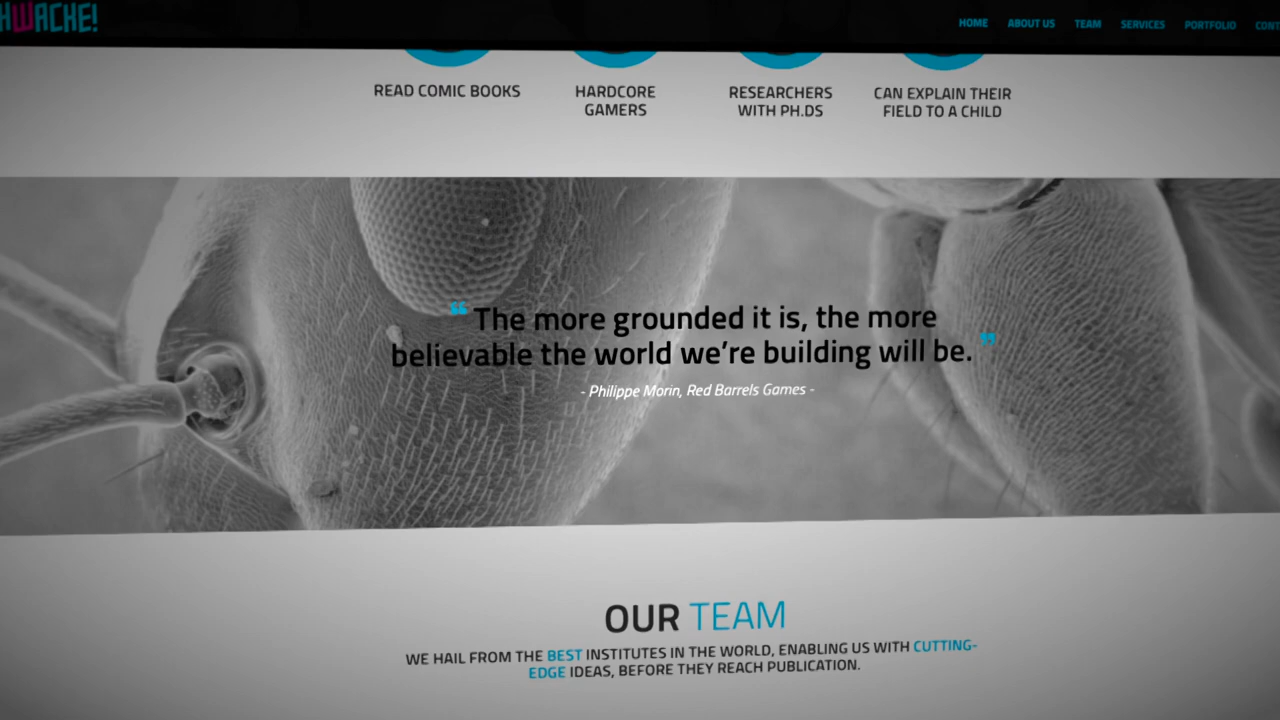 HWACHE!
HOME ABOUT US TEAM SERVICES PORTFOLIO
READ COMIC BOOKS
HARDCORE
GAMERS
RESEARCHERS
WITH PH.DS
CAN EXPLAIN THEIR
FIELD TO A CHILD
“ The more grounded it is, the more
believable the world we’re building will be. ”
- Philippe Morin, Red Barrels Games -
OUR TEAM
WE HAIL FROM THE BEST INSTITUTES IN THE WORLD, ENABLING US WITH CUTTING-
EDGE IDEAS, BEFORE THEY REACH PUBLICATION.